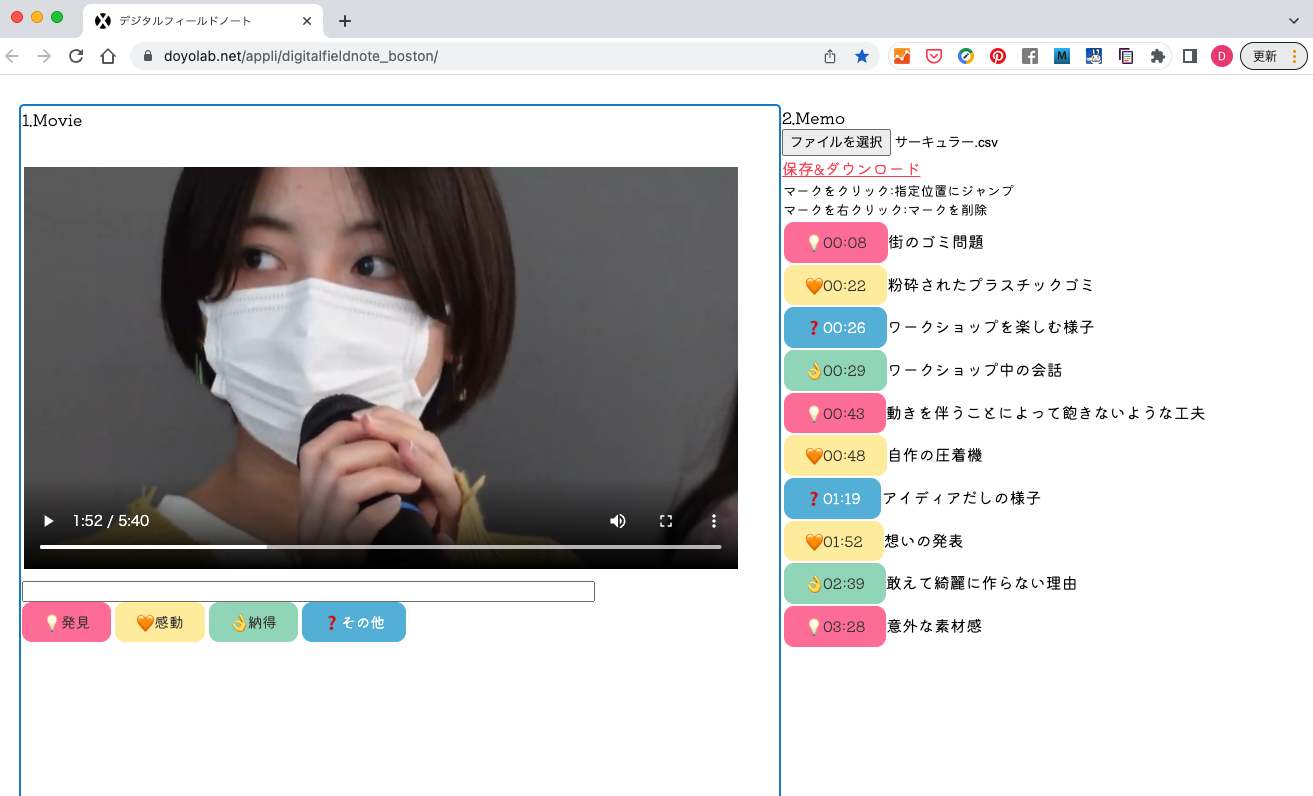 デジタルフィールドノート
doyolab.net/appli/digitalfieldnote_boston/
M
D
更新
1.Movie
1:52 / 5:40
💡発見
🧡感動
👌納得
❓その他
2.Memo
ファイルを選択 サーキュラー.csv
保存&ダウンロード
マークをクリック:指定位置にジャンプ
マークを右クリック:マークを削除
💡00:08 街のゴミ問題
🧡00:22 粉砕されたプラスチックゴミ
❓00:26 ワークショップを楽しむ様子
👌00:29 ワークショップ中の会話
💡00:43 動きを伴うことによって飽きないような工夫
🧡00:48 自作の圧着機
❓01:19 アイディアだしの様子
🧡01:52 想いの発表
👌02:39 敢えて綺麗に作らない理由
💡03:28 意外な素材感